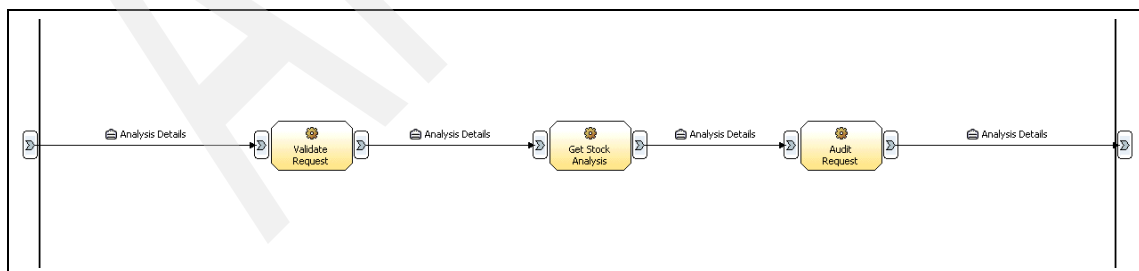 Analysis Details
Analysis Details
Analysis Details
Analysis Details
Validate
Request
Get Stock
Analysis
Audit
Request